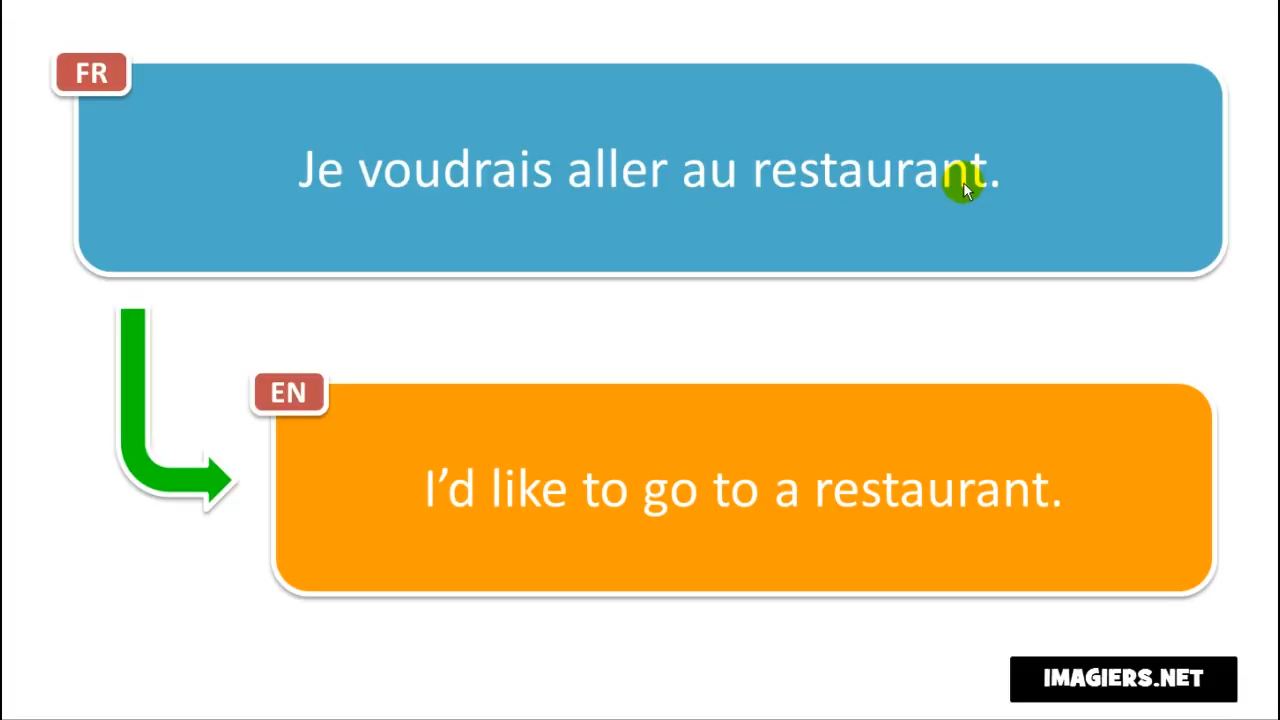 FR
Je voudrais aller au restaurant.
EN
I’d like to go to a restaurant.
IMAGIERS.NET